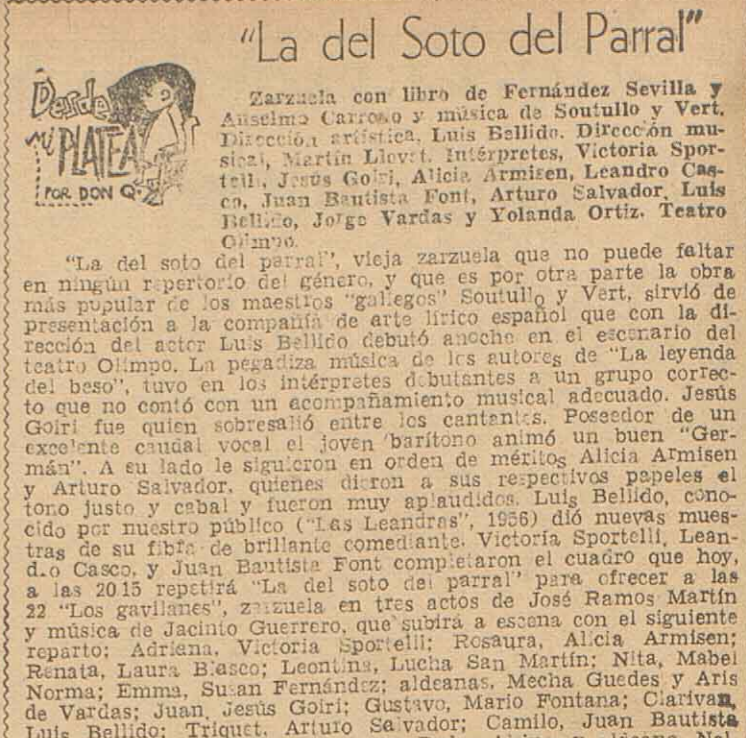 "La del Soto del Parral"
Desde
mi PLATEA
POR DON Q
Zarzuela con libro de Fernández Sevilla y
Anselmo Carreño y música de Soutullo y Vert.
Dirección artística, Luis Bellido. Dirección mu-
sical, Martín Llovet. Intérpretes, Victoria Spor-
telli, Jesús Goiri, Alicia Armisen, Leandro Cas-
co, Juan Bautista Font, Arturo Salvador, Luis
Bellido, Jorge Vardas y Yolanda Ortiz. Teatro
Olimpo.
"La del soto del parral", vieja zarzuela que no puede faltar
en ningún repertorio del género, y que es por otra parte la obra
más popular de los maestros "gallegos" Soutullo y Vert, sirvió de
presentación a la compañía de arte lírico español que con la di-
rección del actor Luis Bellido debutó anoche en el escenario del
teatro Olimpo. La pegadiza música de los autores de "La leyenda
del beso", tuvo en los intérpretes debutantes a un grupo correc-
to que no contó con un acompañamiento musical adecuado. Jesús
Goiri fue quien sobresalió entre los cantantes. Poseedor de un
excelente caudal vocal el joven barítono animó un buen "Ger-
mán". A su lado le siguieron en orden de méritos Alicia Armisen
y Arturo Salvador, quienes dieron a sus respectivos papeles el
tono justo y cabal y fueron muy aplaudidos. Luis Bellido, cono-
cido por nuestro público ("Las Leandras", 1956) dió nuevas mues-
tras de su fibra de brillante comediante. Victoria Sportelli, Lean-
dro Casco, y Juan Bautista Font completaron el cuadro que hoy,
a las 20 15 repetirá "La del soto del parral" para ofrecer a las
22 "Los gavilanes", zarzuela en tres actos de José Ramos Martín
y música de Jacinto Guerrero, que subirá a escena con el siguiente
reparto; Adriana, Victoria Sportelli; Rosaura, Alicia Armisen;
Renata, Laura Blasco; Leontina, Lucha San Martín; Nita, Mabel
Norma; Emma, Susan Fernández; aldeanas, Mecha Guedes y Aris
de Vardas; Juan, Jesús Goiri; Gustavo, Mario Fontana; Clarivan,
Luis Bellido; Triquet, Arturo Salvador; Camilo, Juan Bautista